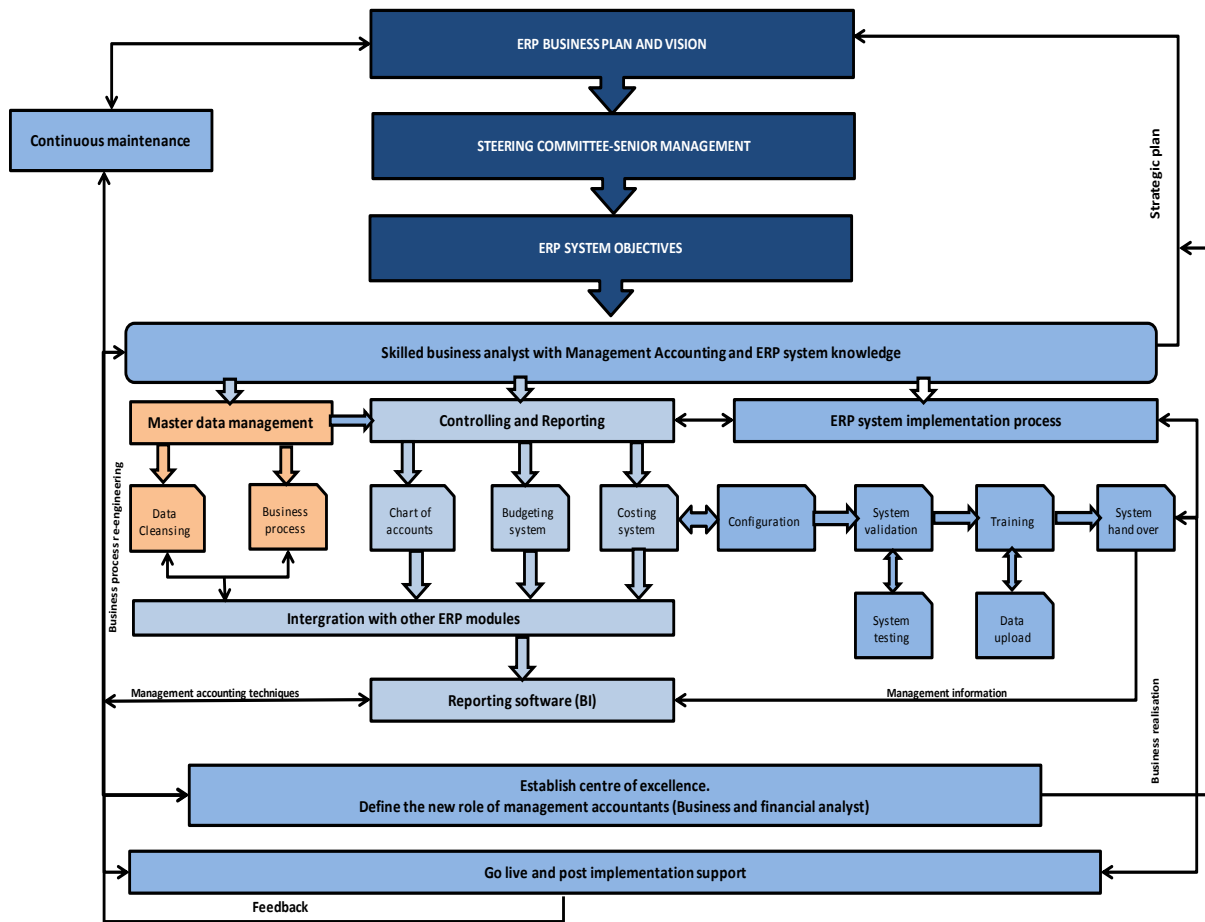 ERP BUSINESS PLAN AND VISION
Continuous maintenance
STEERING COMMITTEE-SENIOR MANAGEMENT
Strategic plan
ERP SYSTEM OBJECTIVES
Skilled business analyst with Management Accounting and ERP system knowledge
Master data management
Controlling and Reporting
ERP system implementation process
Business process re-engineering
Data
Cleansing
Business
process
Chart of
accounts
Budgeting
system
Costing
system
Configuration
System
validation
Training
System
hand over
Intergration with other ERP modules
System
testing
Data
upload
Management accounting techniques
Reporting software (BI)
Management information
Business realisation
Establish centre of excellence.
Define the new role of management accountants (Business and financial analyst)
Go live and post implementation support
Feedback